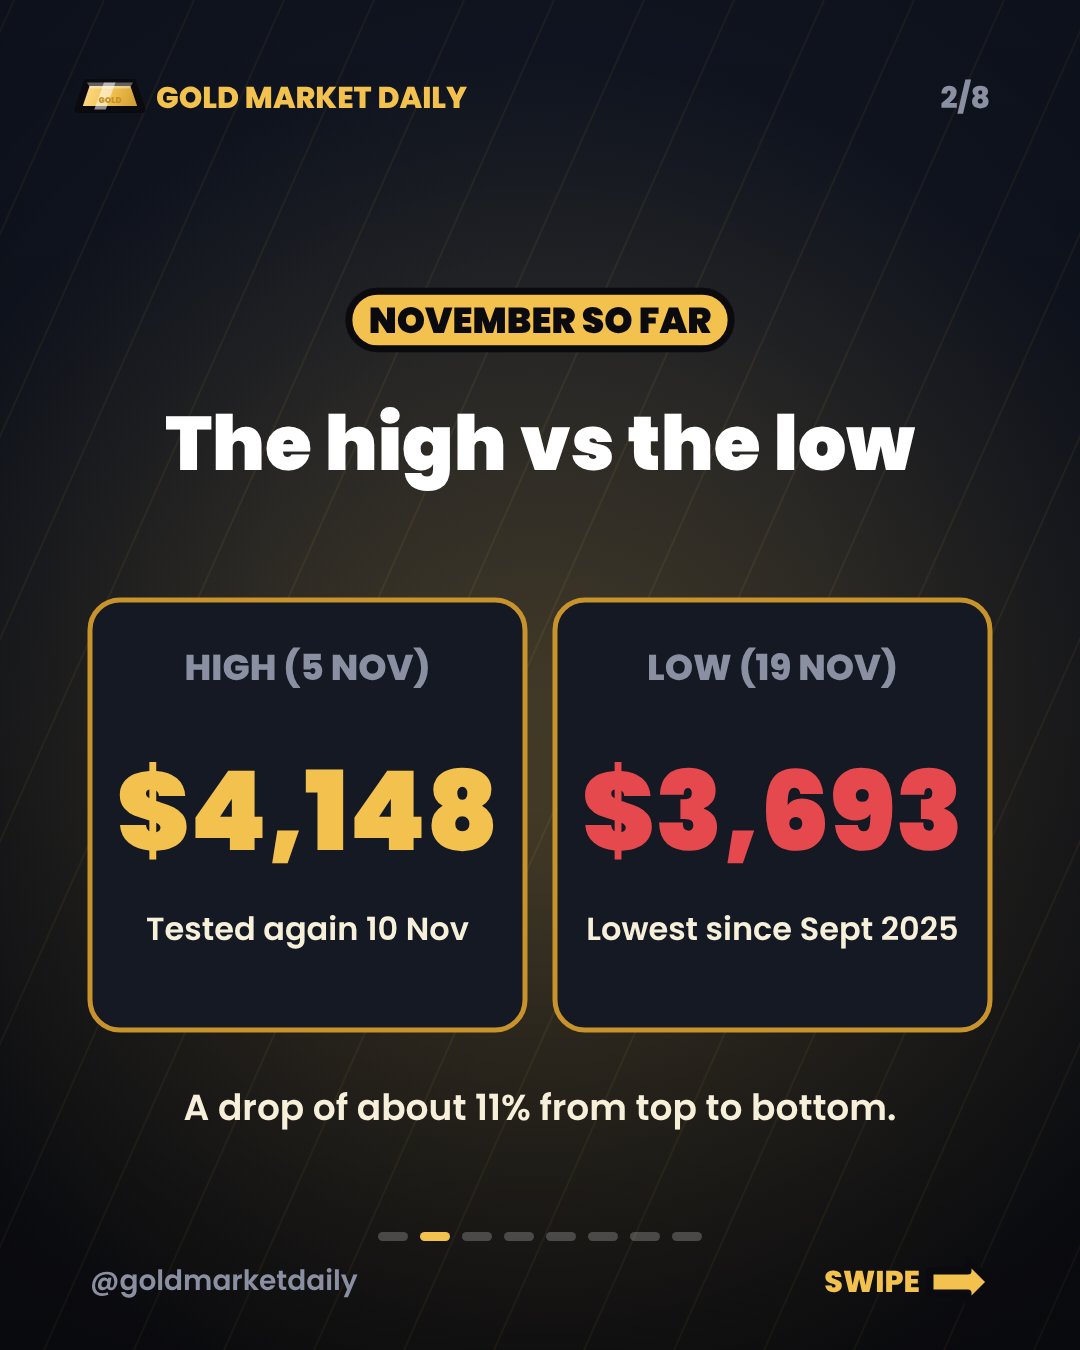 GOLD
GOLD MARKET DAILY
2/8
NOVEMBER SO FAR
The high vs the low
HIGH (5 NOV)
$4,148
Tested again 10 Nov
LOW (19 NOV)
$3,693
Lowest since Sept 2025
A drop of about 11% from top to bottom.
@goldmarketdaily
SWIPE